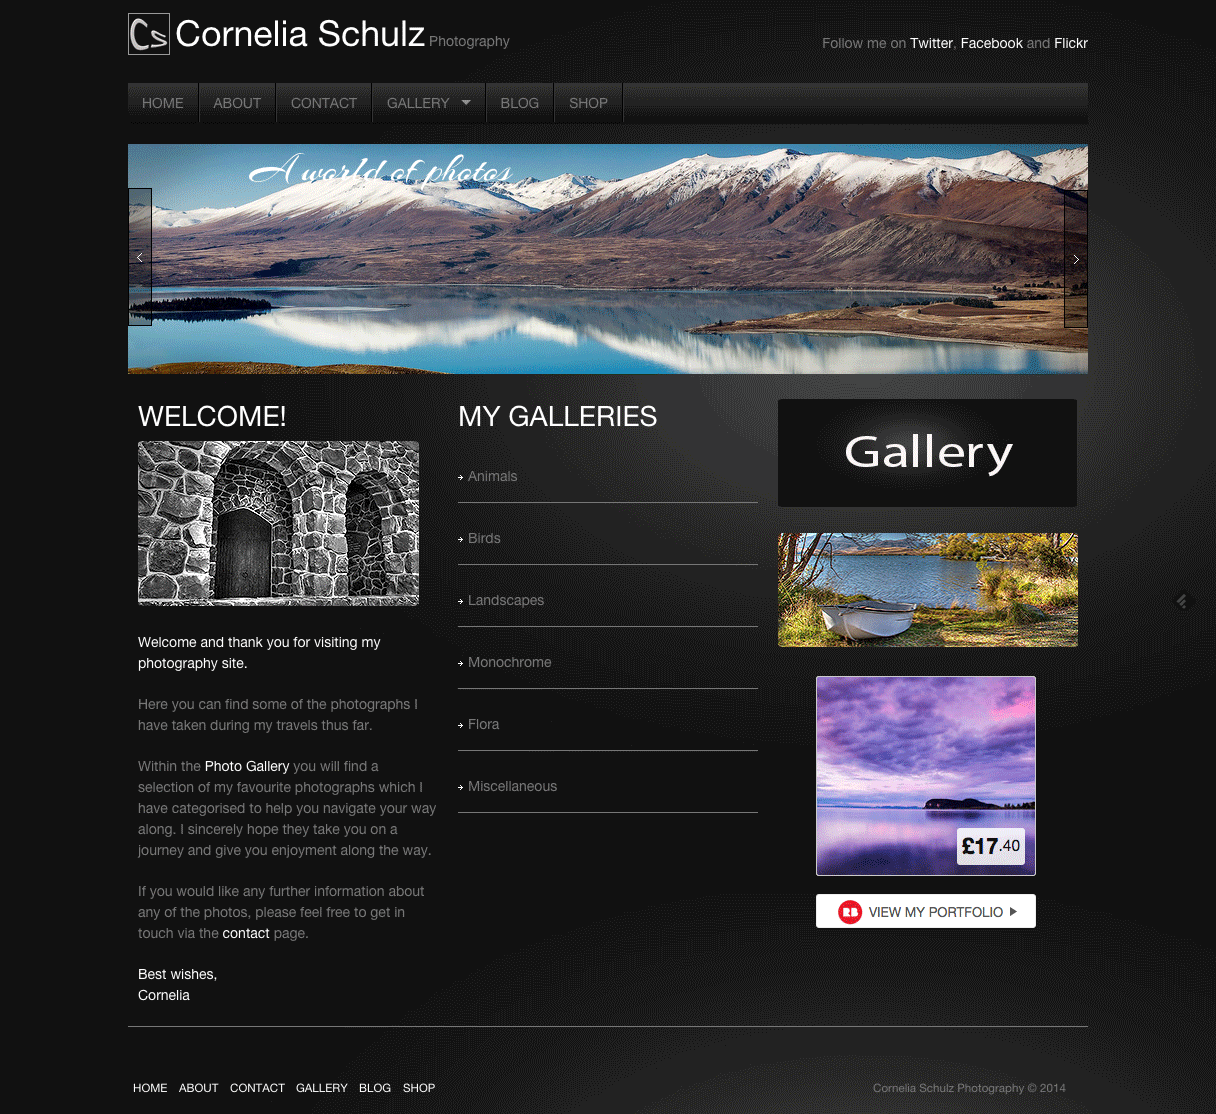 Cs Cornelia Schulz Photography
Follow me on Twitter, Facebook and Flickr
HOME ABOUT CONTACT GALLERY BLOG SHOP
A world of photos
WELCOME!
Welcome and thank you for visiting my
photography site.
Here you can find some of the photographs I
have taken during my travels thus far.
Within the Photo Gallery you will find a
selection of my favourite photographs which I
have categorised to help you navigate your way
along. I sincerely hope they take you on a
journey and give you enjoyment along the way.
If you would like any further information about
any of the photos, please feel free to get in
touch via the contact page.
Best wishes,
Cornelia
MY GALLERIES
Animals
Birds
Landscapes
Monochrome
Flora
Miscellaneous
Gallery
£17.40
RB VIEW MY PORTFOLIO
HOME ABOUT CONTACT GALLERY BLOG SHOP
Cornelia Schulz Photography © 2014